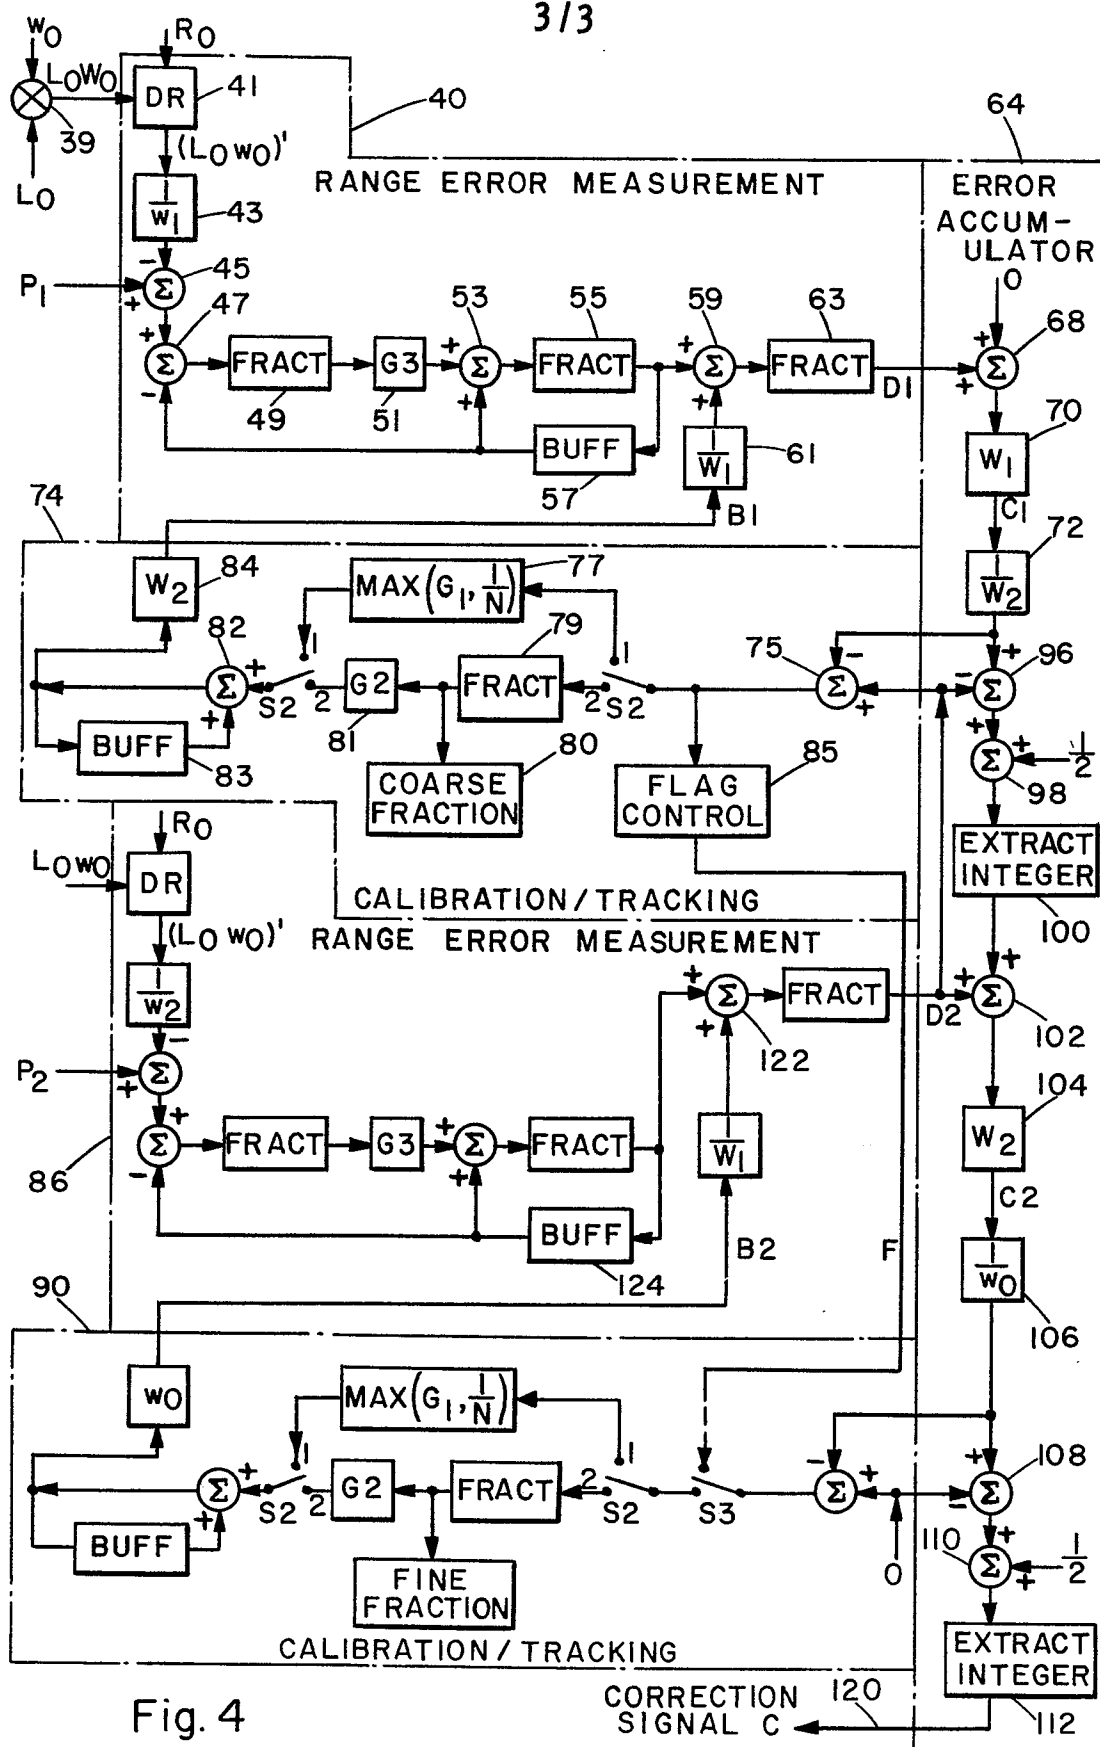 3/3
W0
R0
L0W0
DR
41
40
39
(L0W0)'
64
L0
1/W1
43
RANGE ERROR MEASUREMENT
ERROR
ACCUM-
ULATOR
P1
−
+
Σ
45
0
47
53
55
59
63
68
+
Σ
−
FRACT
49
G3
51
+
Σ
+
FRACT
+
Σ
+
FRACT
D1
+
Σ
+
BUFF
57
1/W1
61
70
W1
B1
C1
74
W2
84
77
72
1/W2
MAX(G1, 1/N)
82
79
75
96
+
Σ
+
1
S2
2
G2
81
FRACT
1
2
S2
−
Σ
+
+
−
Σ
BUFF
83
80
COARSE
FRACTION
85
FLAG
CONTROL
+
Σ
+
1/2
98
R0
L0W0
DR
EXTRACT
INTEGER
100
CALIBRATION/TRACKING
(L0W0)'
RANGE ERROR MEASUREMENT
1/W2
+
Σ
+
122
FRACT
D2
+
+
Σ
102
P2
−
+
Σ
104
W2
+
Σ
−
FRACT
G3
+
Σ
+
FRACT
1/W1
86
C2
BUFF
124
B2
F
1/W0
106
90
W0
MAX(G1, 1/N)
+
Σ
+
1
S2
2
G2
FRACT
1
2
S2
S3
−
Σ
+
+
−
Σ
108
BUFF
FINE
FRACTION
0
110
+
Σ
+
1/2
CALIBRATION/TRACKING
EXTRACT
INTEGER
112
Fig. 4
CORRECTION
SIGNAL C
120